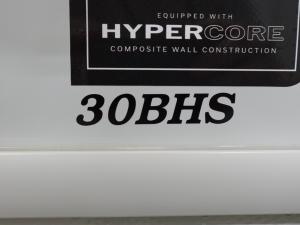 EQUIPPED WITH
HYPERCORE
COMPOSITE WALL CONSTRUCTION
30BHS